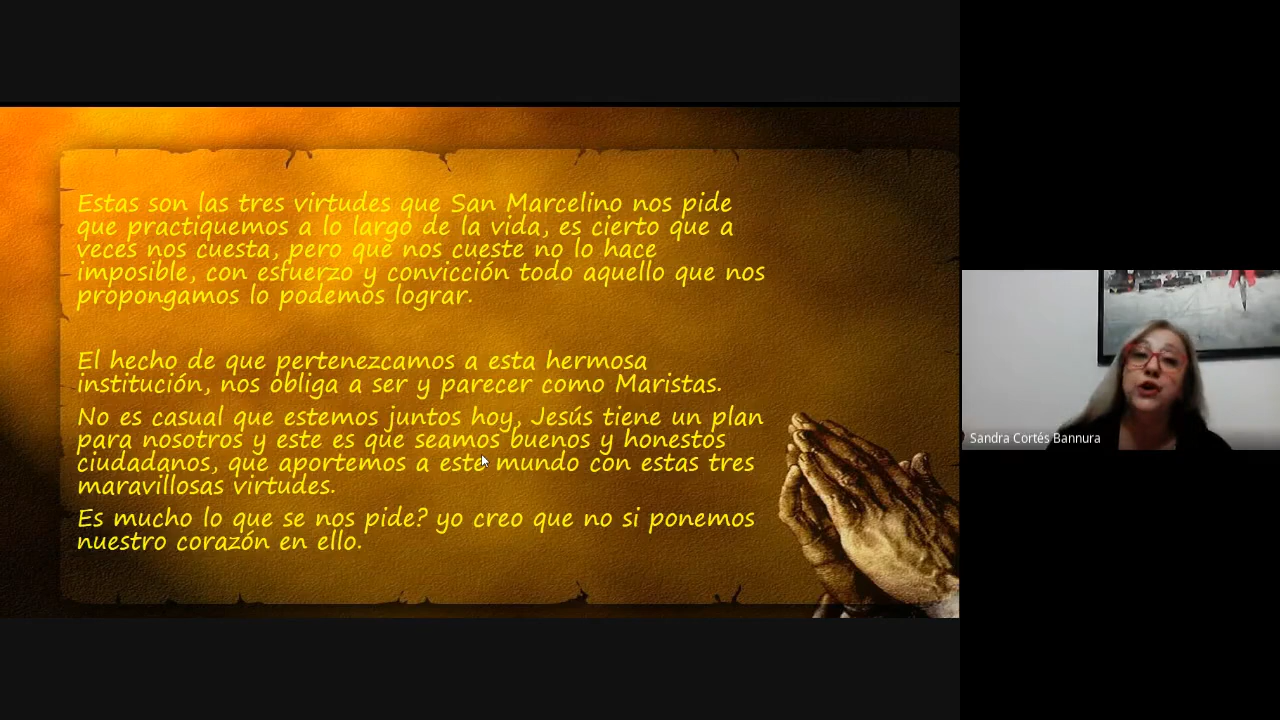 Estas son las tres virtudes que San Marcelino nos pide
que practiquemos a lo largo de la vida, es cierto que a
veces nos cuesta, pero que nos cueste no lo hace
imposible, con esfuerzo y convicción todo aquello que nos
propongamos lo podemos lograr.
El hecho de que pertenezcamos a esta hermosa
institución, nos obliga a ser y parecer como Maristas.
No es casual que estemos juntos hoy, Jesús tiene un plan
para nosotros y este es que seamos buenos y honestos
ciudadanos, que aportemos a este mundo con estas tres
maravillosas virtudes.
Es mucho lo que se nos pide? yo creo que no si ponemos
nuestro corazón en ello.
Sandra Cortés Bannura